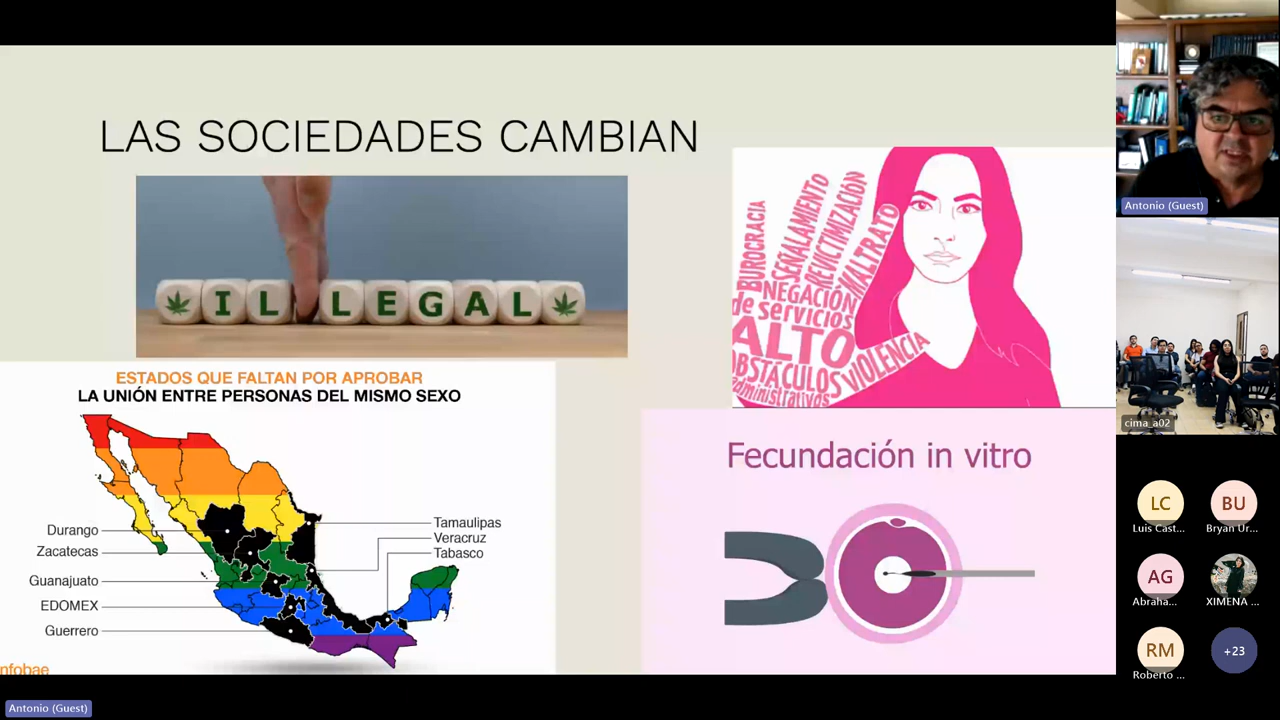 LAS SOCIEDADES CAMBIAN
IL LEGAL
BUROCRACIA
SEÑALAMIENTO
REVICTIMIZACIÓN
MALTRATO
NEGACIÓN
de servicios
ALTO
OBSTÁCULOS
administrativos
VIOLENCIA
ESTADOS QUE FALTAN POR APROBAR
LA UNIÓN ENTRE PERSONAS DEL MISMO SEXO
Durango
Zacatecas
Guanajuato
EDOMEX
Guerrero
Tamaulipas
Veracruz
Tabasco
nfobae
Fecundación in vitro
Antonio (Guest)
Antonio (Guest)
cima_a02
LC
Luis Cast...
BU
Bryan Ur...
AG
Abraha...
XIMENA ...
RM
Roberto ...
+23